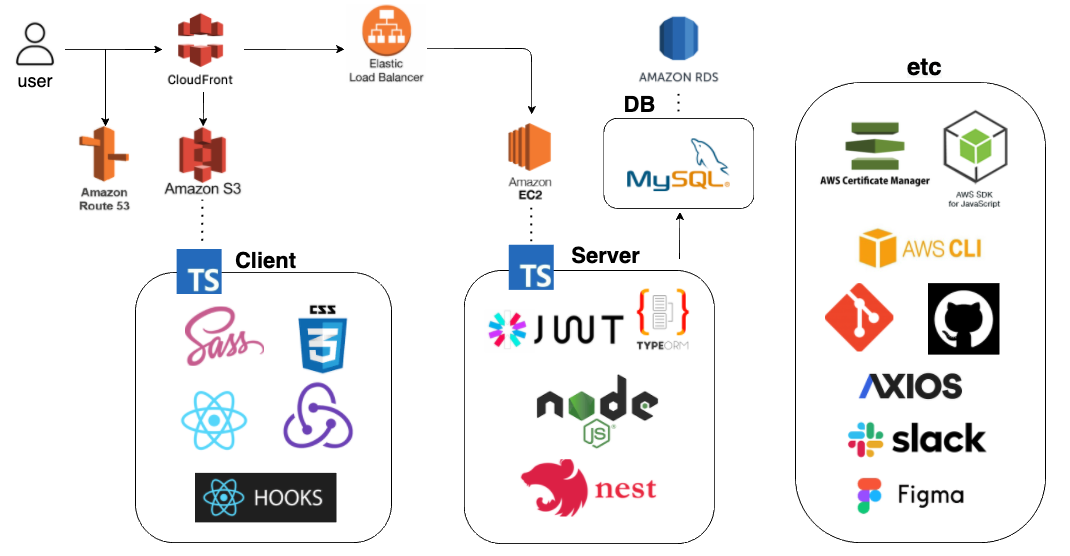 user
CloudFront
Elastic
Load Balancer
AMAZON RDS
etc
DB
Amazon
Route 53
Amazon S3
Amazon
EC2
MySQL®
AWS Certificate Manager
AWS SDK
for JavaScript
TS
Client
TS
Server
AWS CLI
Sass
CSS
3
JWT
TYPEORM
node
JS®
AXIOS
slack
HOOKS
nest
Figma